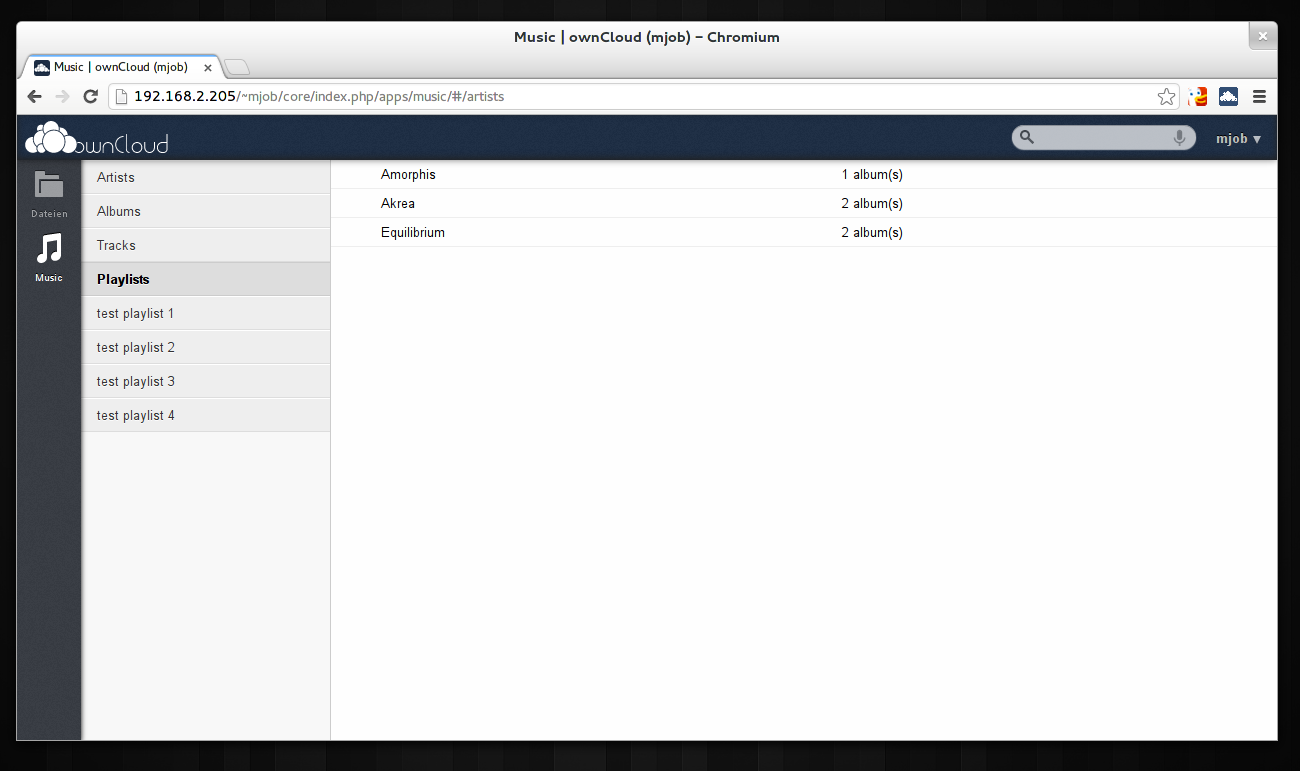 Music | ownCloud (mjob) – Chromium
Music | ownCloud (mjob)
192.168.2.205/~mjob/core/index.php/apps/music/#/artists
ownCloud
mjob ▼
Dateien
Music
Artists
Albums
Tracks
Playlists
test playlist 1
test playlist 2
test playlist 3
test playlist 4
Amorphis 1 album(s)
Akrea 2 album(s)
Equilibrium 2 album(s)